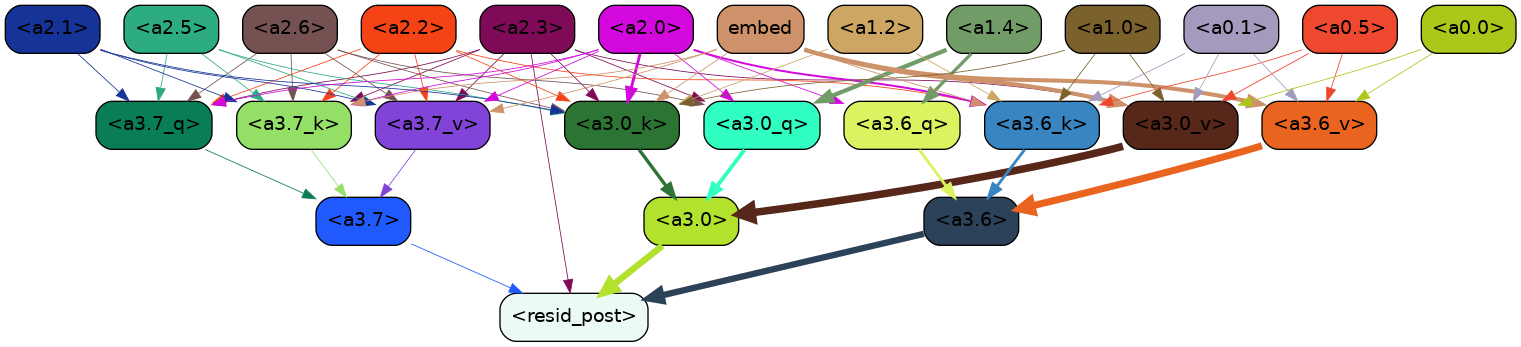 <a2.1> <a2.5> <a2.6> <a2.2> <a2.3> <a2.0> embed <a1.2> <a1.4> <a1.0> <a0.1> <a0.5> <a0.0>
<a3.7_q> <a3.7_k> <a3.7_v> <a3.0_k> <a3.0_q> <a3.6_q> <a3.6_k> <a3.0_v> <a3.6_v>
<a3.7> <a3.0> <a3.6>
<resid_post>